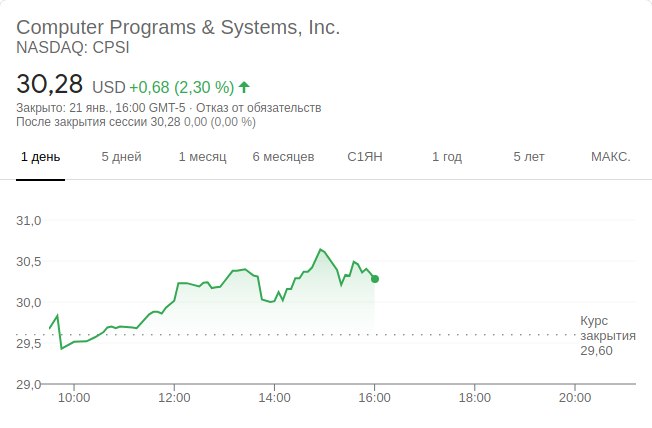 Computer Programs & Systems, Inc.
NASDAQ: CPSI
30,28 USD +0,68 (2,30 %)
Закрыто: 21 янв., 16:00 GMT-5 · Отказ от обязательств
После закрытия сессии 30,28 0,00 (0,00 %)
1 день 5 дней 1 месяц 6 месяцев С1ЯН 1 год 5 лет МАКС.
31,0
30,5
30,0
29,5
29,0
Курс
закрытия
29,60
10:00 12:00 14:00 16:00 18:00 20:00